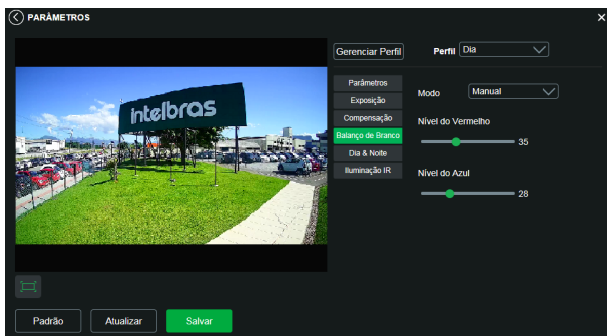 PARÂMETROS
Gerenciar Perfil
Perfil Dia
intelbras
Parâmetros
Exposição
Compensação
Balanço de Branco
Dia & Noite
Iluminação IR
Modo Manual
Nível do Vermelho
35
Nível do Azul
28
Padrão
Atualizar
Salvar